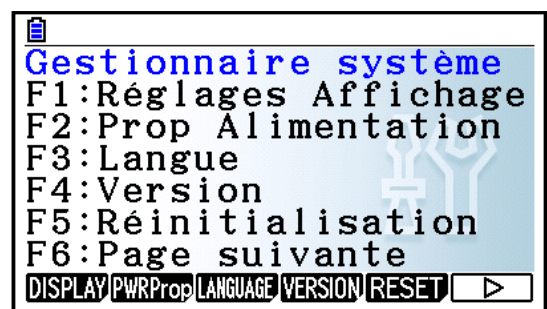 Gestionnaire système
F1:Réglages Affichage
F2:Prop Alimentation
F3:Langue
F4:Version
F5:Réinitialisation
F6:Page suivante
DISPLAY PWRProp LANGUAGE VERSION RESET ▷